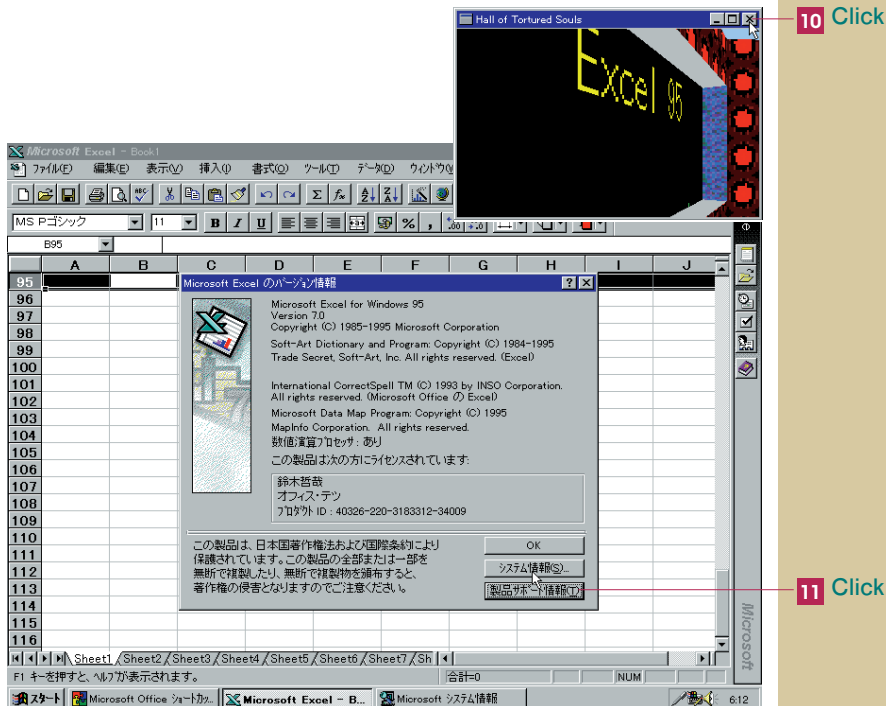 Hall of Tortured Souls
10 Click
Excel 95
Microsoft Excel - Book1
ファイル(F) 編集(E) 表示(V) 挿入(I) 書式(O) ツール(T) データ(D)
MS Pゴシック 11 B I U % ,
B95
A B C D E F G H I J
95
96
97
98
99
100
101
102
103
104
105
106
107
108
109
110
111
112
113
114
115
116
Microsoft Excel のバージョン情報
Microsoft Excel for Windows 95
Version 7.0
Copyright (C) 1985-1995 Microsoft Corporation
Soft-Art Dictionary and Program: Copyright (C) 1984-1995
Trade Secret, Soft-Art, Inc. All rights reserved. (Excel)
International CorrectSpell TM (C) 1993 by INSO Corporation.
All rights reserved. (Microsoft Office の Excel)
Microsoft Data Map Program: Copyright (C) 1995
MapInfo Corporation. All rights reserved.
数値演算プロセッサ : あり
この製品は次の方にライセンスされています:
鈴木哲哉
オフィス・テツ
プロダクト ID : 40326-220-3183312-34009
この製品は、日本国著作権法および国際条約により
保護されています。この製品の全部または一部を
無断で複製したり、無断で複製物を頒布すると、
著作権の侵害となりますのでご注意ください。
OK
システム情報(S)...
製品サポート情報(T)
11 Click
Microsoft
Sheet1 Sheet2 Sheet3 Sheet4 Sheet5 Sheet6 Sheet7 Sh
F1 キーを押すと、ヘルプが表示されます。 合計=0 NUM
スタート Microsoft Office ショートカッ... Microsoft Excel - B... Microsoft システム情報 6:12